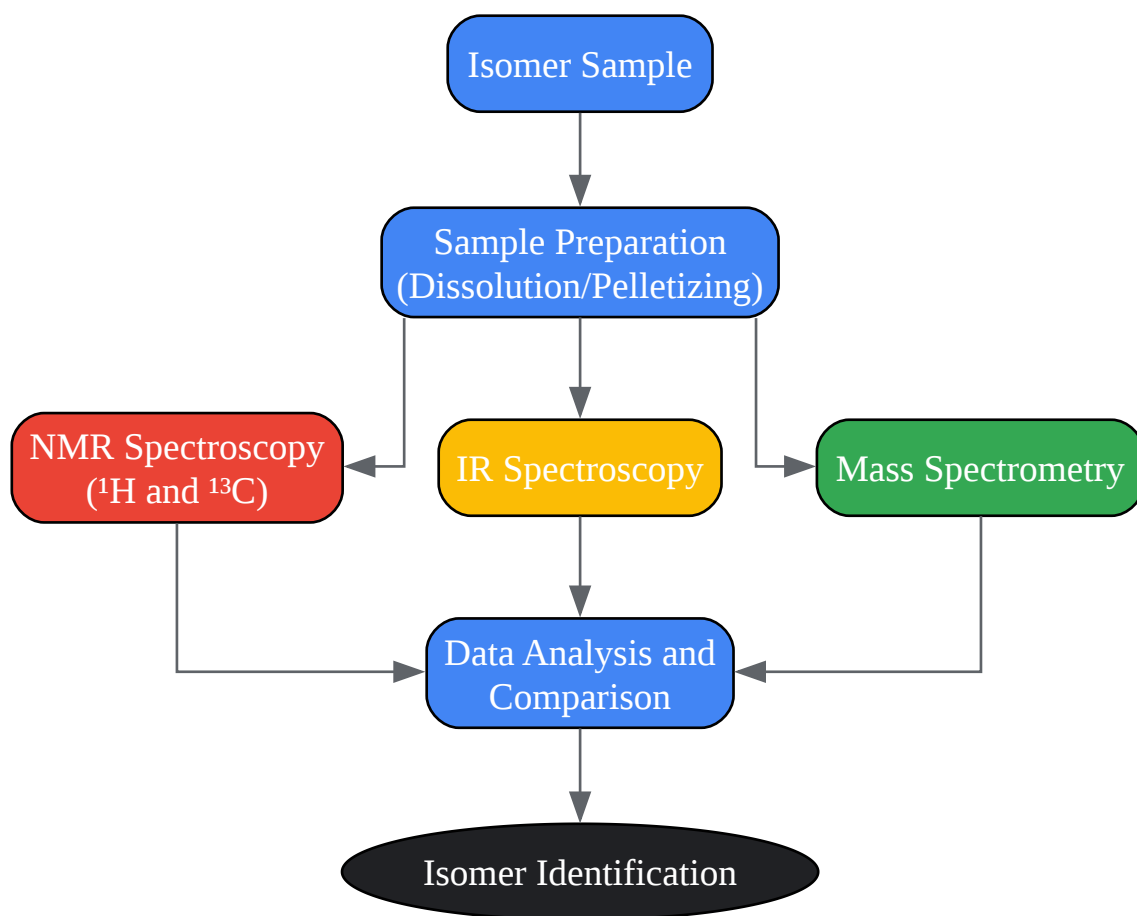 Isomer Sample
Sample Preparation
(Dissolution/Pelletizing)
NMR Spectroscopy
(¹H and ¹³C)
IR Spectroscopy
Mass Spectrometry
Data Analysis and
Comparison
Isomer Identification